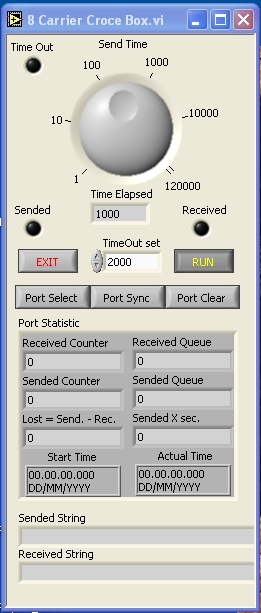 8 Carrier Croce Box.vi
Time Out
Send Time
100
1000
10
10000
1
120000
Time Elapsed
1000
Sended
Received
TimeOut set
EXIT
2000
RUN
Port Select
Port Sync
Port Clear
Port Statistic
Received Counter
Received Queue
0
0
Sended Counter
Sended Queue
0
0
Lost = Send. - Rec.
Sended X sec.
0
0
Start Time
Actual Time
00.00.00.000
DD/MM/YYYY
00.00.00.000
DD/MM/YYYY
Sended String
Received String